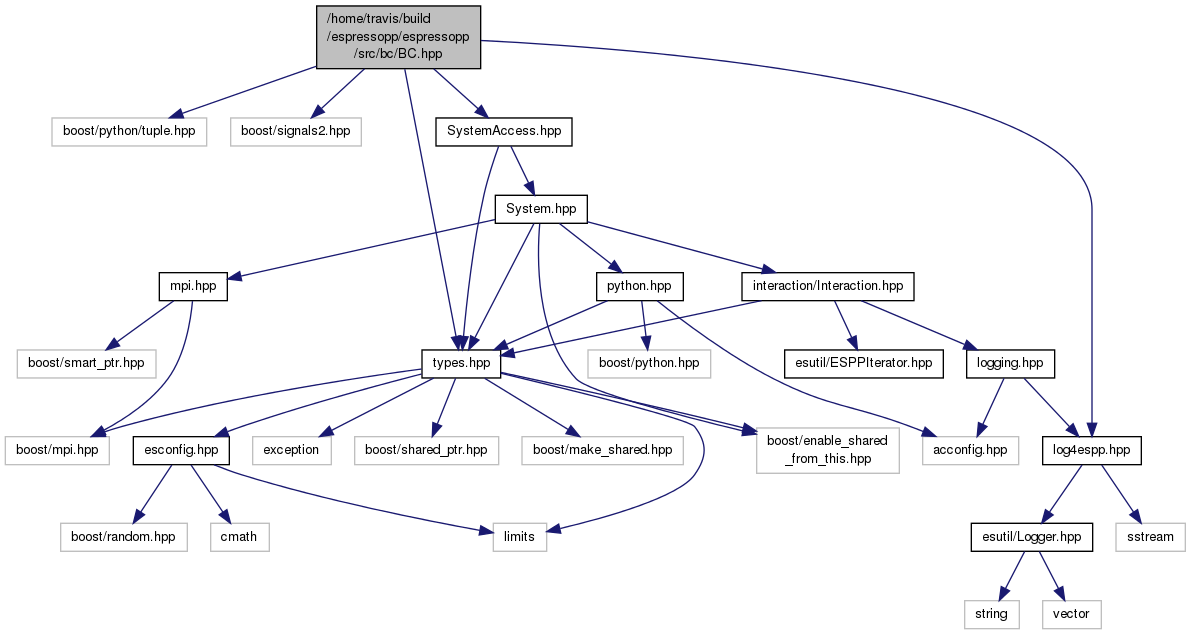 /home/travis/build
/espressopp/espressopp
/src/bc/BC.hpp
boost/python/tuple.hpp
boost/signals2.hpp
SystemAccess.hpp
System.hpp
mpi.hpp
python.hpp
interaction/Interaction.hpp
boost/smart_ptr.hpp
types.hpp
boost/python.hpp
esutil/ESPPIterator.hpp
logging.hpp
boost/mpi.hpp
esconfig.hpp
exception
boost/shared_ptr.hpp
boost/make_shared.hpp
boost/enable_shared
_from_this.hpp
acconfig.hpp
log4espp.hpp
boost/random.hpp
cmath
limits
esutil/Logger.hpp
sstream
string
vector